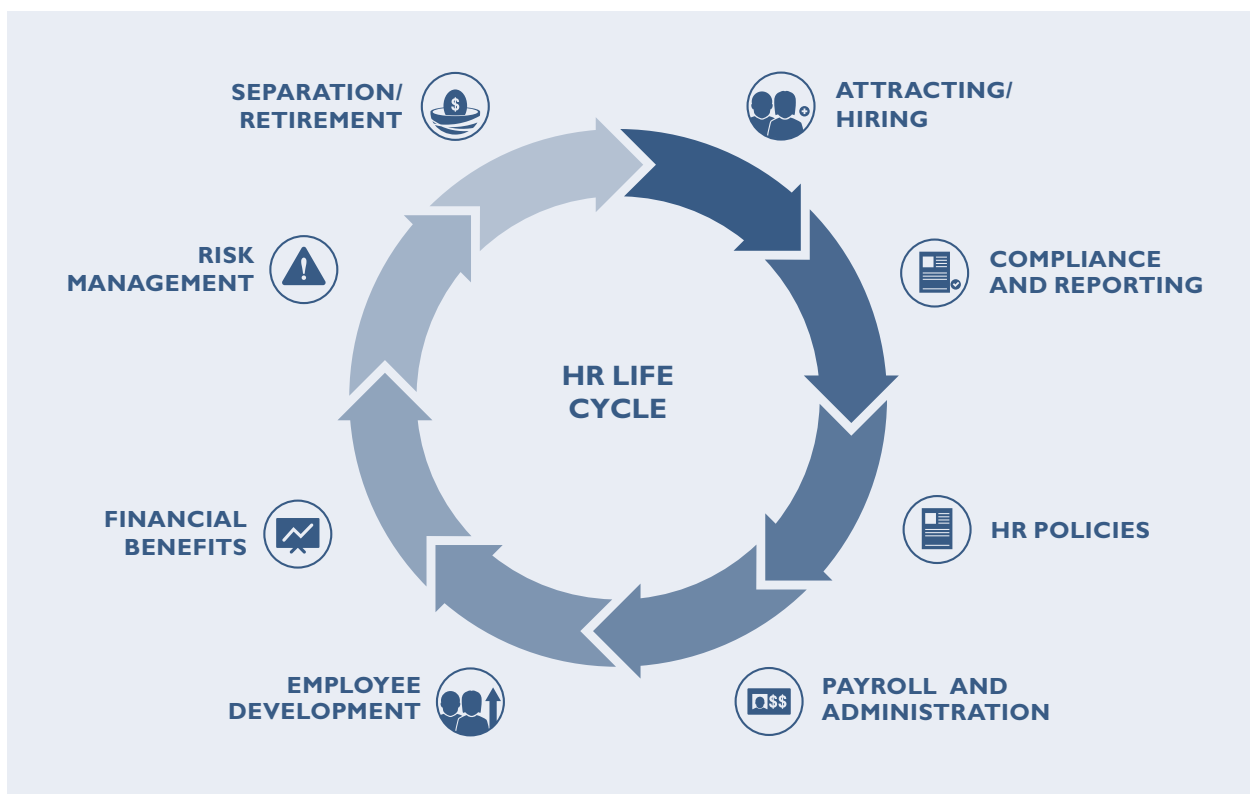 SEPARATION/
RETIREMENT
$
ATTRACTING/
HIRING
RISK
MANAGEMENT
!
COMPLIANCE
AND REPORTING
HR LIFE
CYCLE
FINANCIAL
BENEFITS
HR POLICIES
EMPLOYEE
DEVELOPMENT
$$
PAYROLL AND
ADMINISTRATION